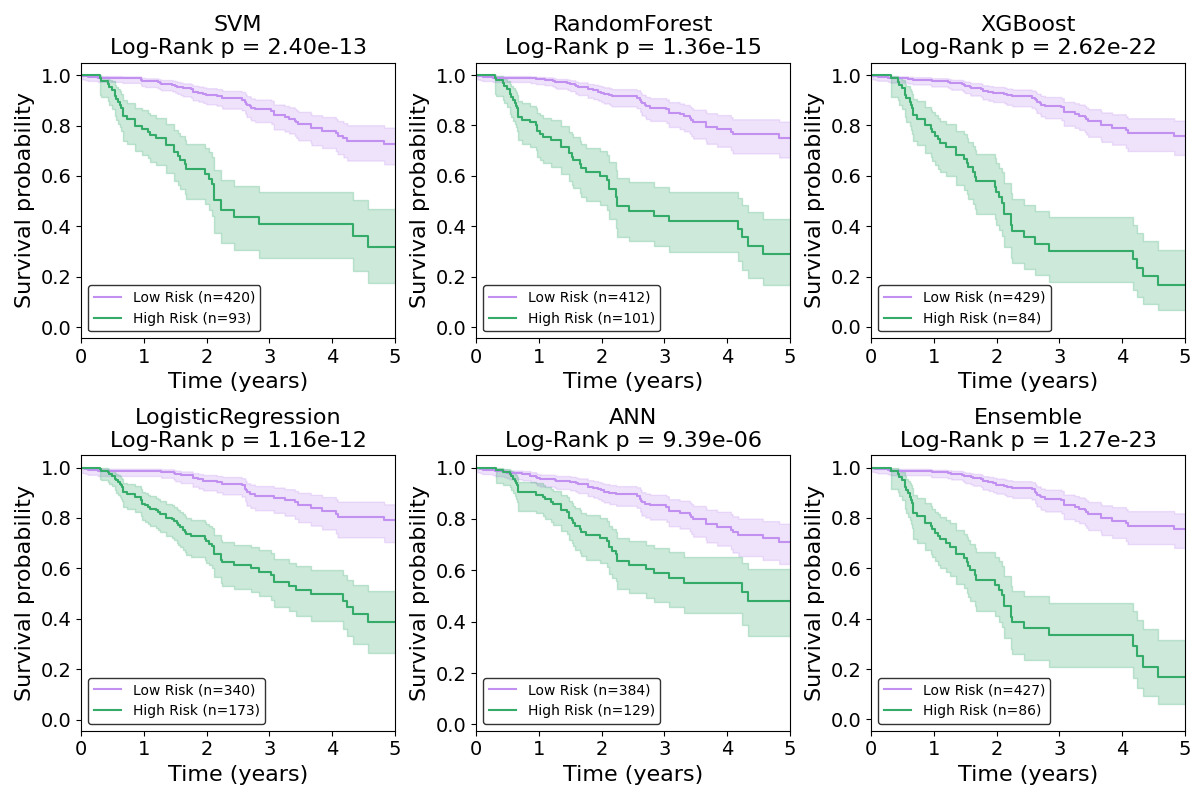 SVM
Log-Rank p = 2.40e-13
Survival probability
1.0
0.8
0.6
0.4
0.2
0.0
Low Risk (n=420)
High Risk (n=93)
0 1 2 3 4 5
Time (years)
RandomForest
Log-Rank p = 1.36e-15
Survival probability
1.0
0.8
0.6
0.4
0.2
0.0
Low Risk (n=412)
High Risk (n=101)
0 1 2 3 4 5
Time (years)
XGBoost
Log-Rank p = 2.62e-22
Survival probability
1.0
0.8
0.6
0.4
0.2
0.0
Low Risk (n=429)
High Risk (n=84)
0 1 2 3 4 5
Time (years)
LogisticRegression
Log-Rank p = 1.16e-12
Survival probability
1.0
0.8
0.6
0.4
0.2
0.0
Low Risk (n=340)
High Risk (n=173)
0 1 2 3 4 5
Time (years)
ANN
Log-Rank p = 9.39e-06
Survival probability
1.0
0.8
0.6
0.4
0.2
0.0
Low Risk (n=384)
High Risk (n=129)
0 1 2 3 4 5
Time (years)
Ensemble
Log-Rank p = 1.27e-23
Survival probability
1.0
0.8
0.6
0.4
0.2
0.0
Low Risk (n=427)
High Risk (n=86)
0 1 2 3 4 5
Time (years)